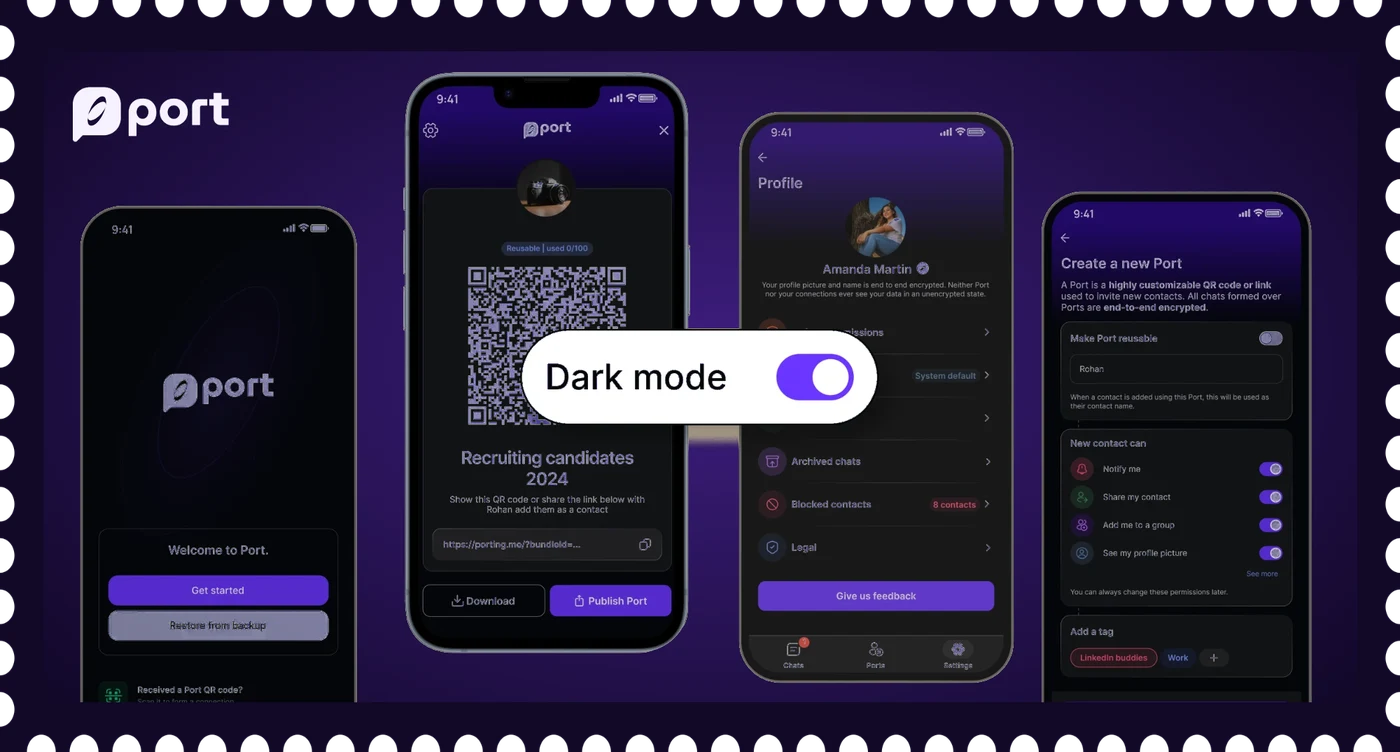 port
9:41
Welcome to Port.
Get started
Restore from backup
Received a Port QR code?
Scan it to form a connection
9:41
port
Reusable | used 0/100
Recruiting candidates
2024
Show this QR code or share the link below with
Rohan add them as a contact
https://porting.me/?bundleId=...
Download
Publish Port
Dark mode
9:41
Profile
Amanda Martin
Your profile picture and name is end to end encrypted. Neither Port
nor your connections ever see your data in an unencrypted state.
System default
Archived chats
Blocked contacts
8 contacts
Legal
Give us feedback
Chats
Ports
Settings
9:41
Create a new Port
A Port is a highly customizable QR code or link
used to invite new contacts. All chats formed over
Ports are end-to-end encrypted.
Make Port reusable
Rohan
When a contact is added using this Port, this will be used as
their contact name.
New contact can
Notify me
Share my contact
Add me to a group
See my profile picture
See more
You can always change these permissions later.
Add a tag
LinkedIn buddies
Work